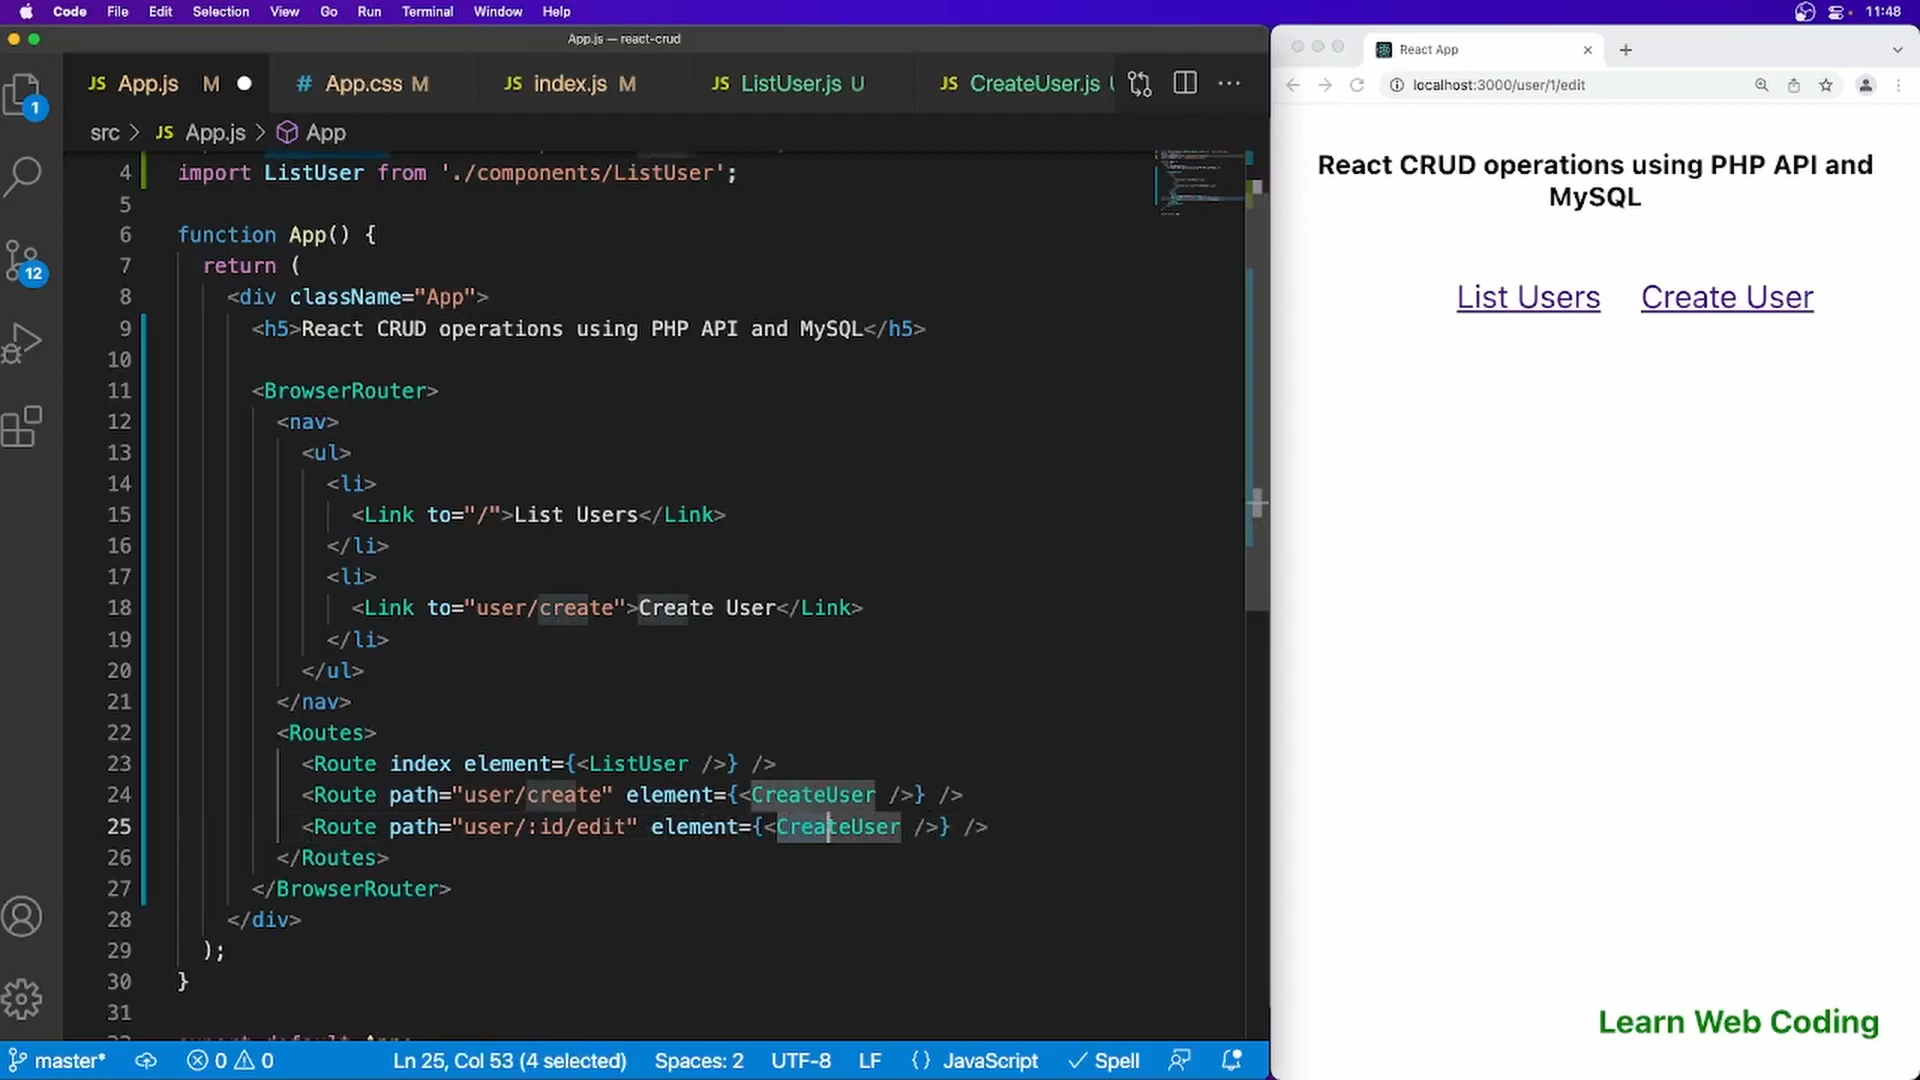 Code File Edit Selection View Go Run Terminal Window Help 11:48
App.js — react-crud
JS App.js M # App.css M JS index.js M JS ListUser.js U JS CreateUser.js
src > JS App.js > App
4 import ListUser from './components/ListUser';
5
6 function App() {
7 return (
8 <div className="App">
9 <h5>React CRUD operations using PHP API and MySQL</h5>
10
11 <BrowserRouter>
12 <nav>
13 <ul>
14 <li>
15 <Link to="/">List Users</Link>
16 </li>
17 <li>
18 <Link to="user/create">Create User</Link>
19 </li>
20 </ul>
21 </nav>
22 <Routes>
23 <Route index element={<ListUser />} />
24 <Route path="user/create" element={<CreateUser />} />
25 <Route path="user/:id/edit" element={<CreateUser />} />
26 </Routes>
27 </BrowserRouter>
28 </div>
29 );
30 }
31
1
12
master* 0 0 Ln 25, Col 53 (4 selected) Spaces: 2 UTF-8 LF {} JavaScript Spell
React App
localhost:3000/user/1/edit
React CRUD operations using PHP API and
MySQL
List Users Create User
Learn Web Coding